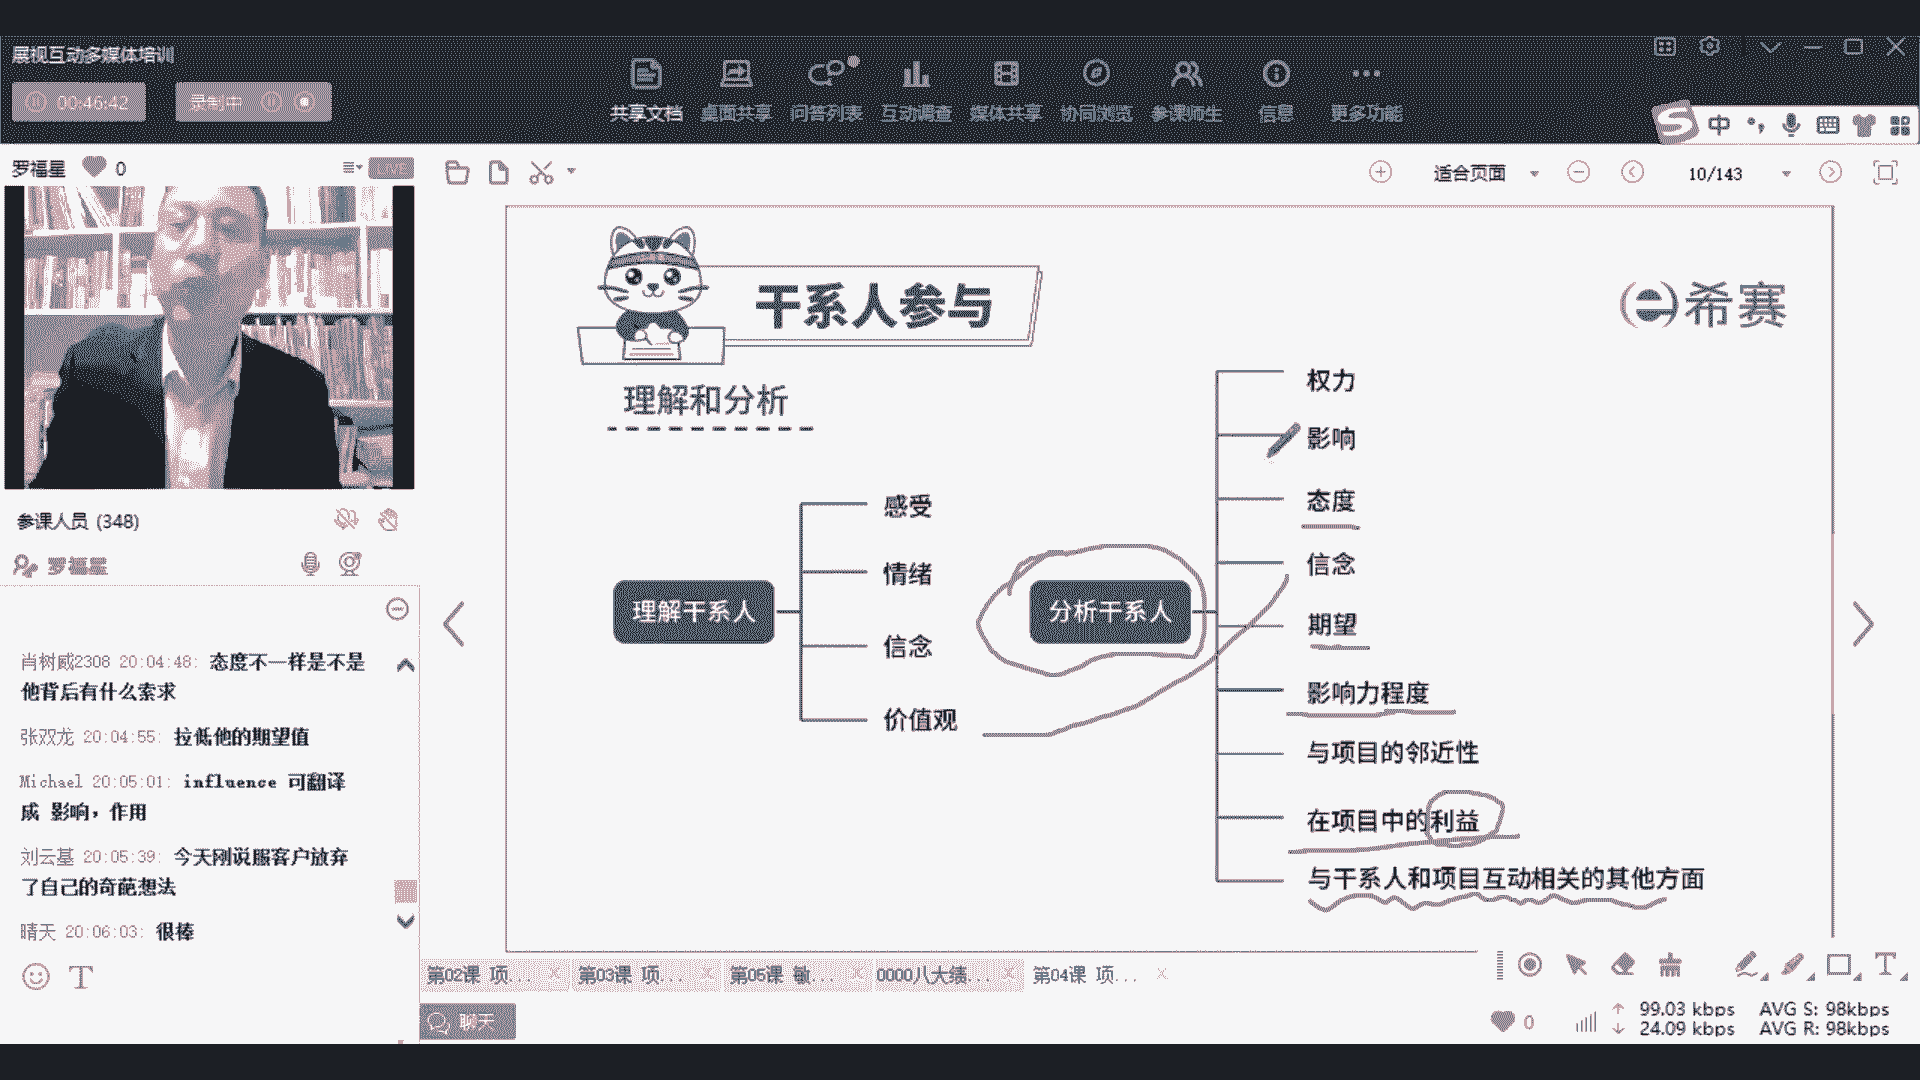 展视互动多媒体培训
00:46:42
录制中
共享文档
桌面共享
问答列表
互动调查
媒体共享
协同浏览
参课师生
信息
更多功能
中
罗福星
0
LIVE
适合页面
10/143
干系人参与
希赛
理解和分析
理解干系人
感受
情绪
信念
价值观
分析干系人
权力
影响
态度
信念
期望
影响力程度
与项目的邻近性
在项目中的利益
与干系人和项目互动相关的其他方面
参课人员 (348)
罗福星
肖树威2308 20:04:48: 态度不一样是不是
他背后有什么索求
张双龙 20:04:55: 拉低他的期望值
Michael 20:05:01: influence 可翻译
成 影响，作用
刘云基 20:05:39: 今天刚说服客户放弃
了自己的奇葩想法
晴天 20:06:03: 很棒
第02课 项...
第03课 项...
第05课 敏...
0000八大绩...
第04课 项...
聊天
0
99.03 kbps
AVG S: 98kbps
24.09 kbps
AVG R: 98kbps